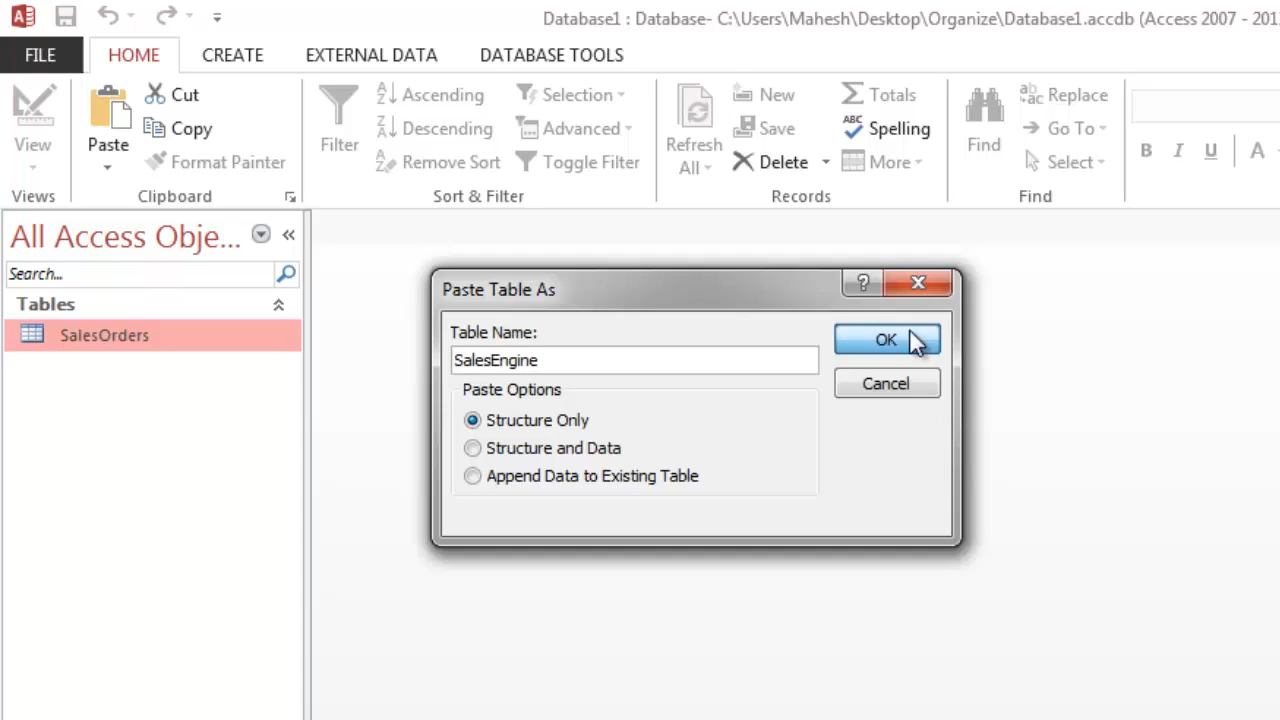 Database1 : Database- C:\Users\Mahesh\Desktop\Organize\Database1.accdb (Access 2007 - 201
FILE HOME CREATE EXTERNAL DATA DATABASE TOOLS
View
Views
Paste
Cut
Copy
Format Painter
Clipboard
Filter
Ascending
Descending
Remove Sort
Selection
Advanced
Toggle Filter
Sort & Filter
Refresh
All
New
Save
Delete
Totals
Spelling
More
Records
Find
Replace
Go To
Select
Find
B I U A
All Access Obje...
Search...
Tables
SalesOrders
Paste Table As
Table Name:
SalesEngine
Paste Options
Structure Only
Structure and Data
Append Data to Existing Table
OK
Cancel